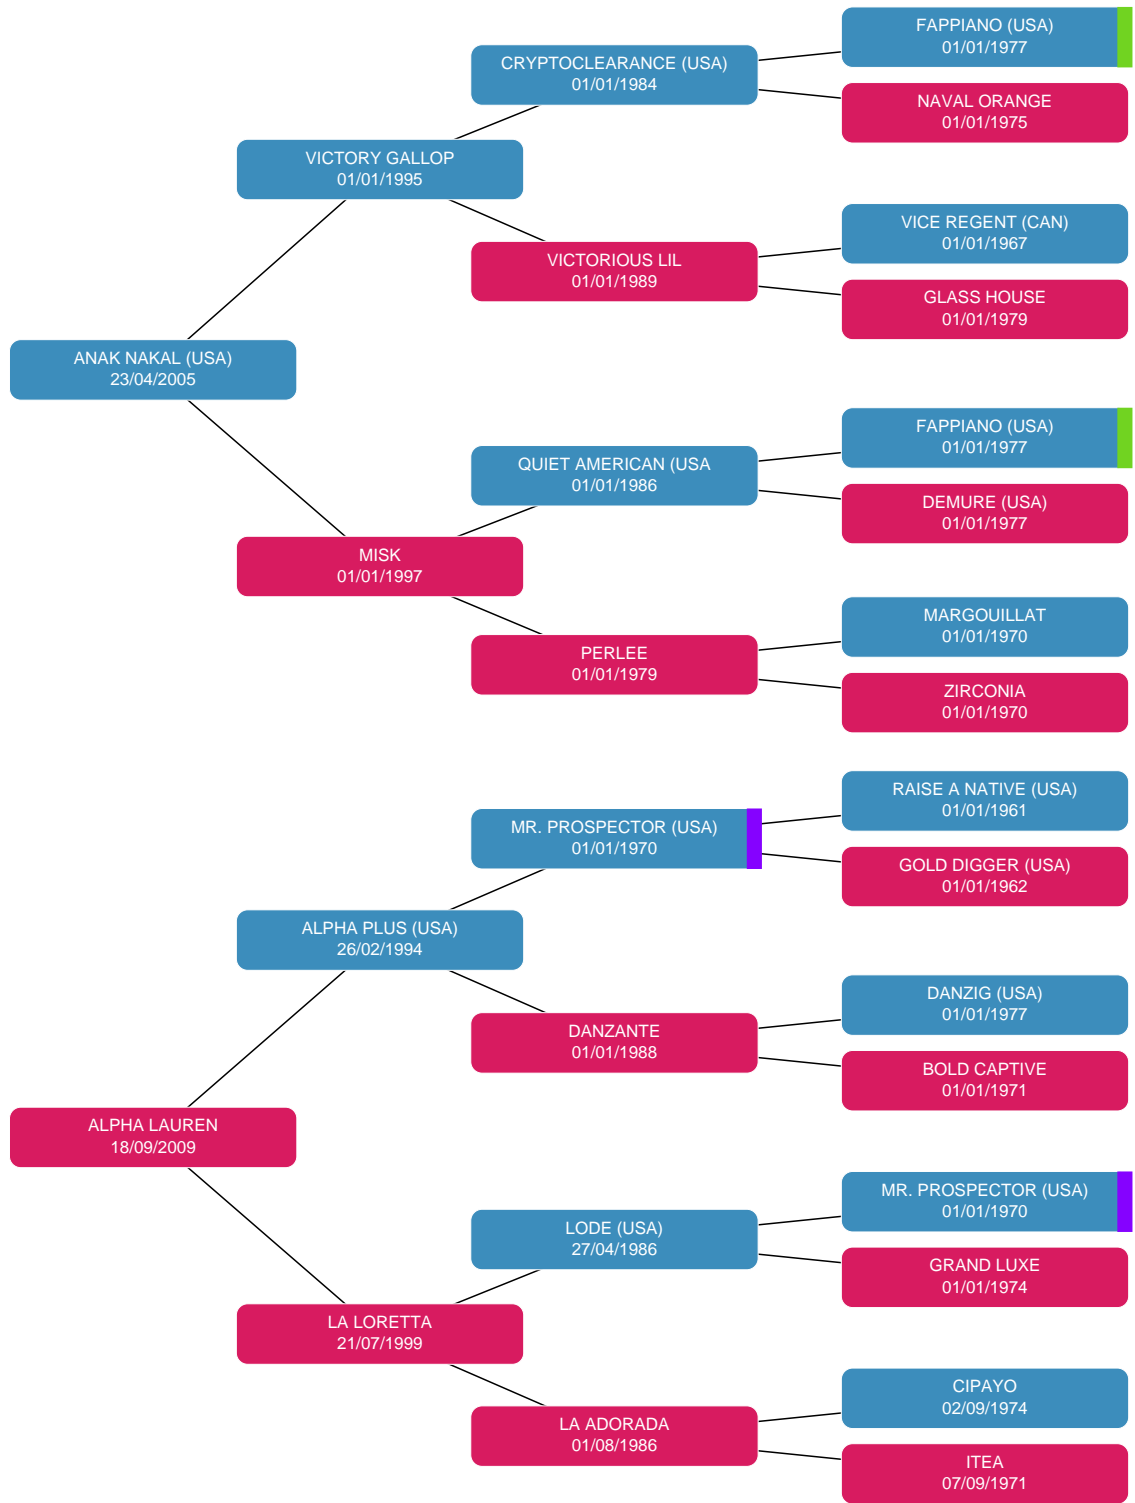 FAPPIANO (USA)
01/01/1977
CRYPTOCLEARANCE (USA)
01/01/1984
NAVAL ORANGE
01/01/1975
VICTORY GALLOP
01/01/1995
VICE REGENT (CAN)
01/01/1967
VICTORIOUS LIL
01/01/1989
GLASS HOUSE
01/01/1979
ANAK NAKAL (USA)
23/04/2005
FAPPIANO (USA)
01/01/1977
QUIET AMERICAN (USA
01/01/1986
DEMURE (USA)
01/01/1977
MISK
01/01/1997
MARGOUILLAT
01/01/1970
PERLEE
01/01/1979
ZIRCONIA
01/01/1970
RAISE A NATIVE (USA)
01/01/1961
MR. PROSPECTOR (USA)
01/01/1970
GOLD DIGGER (USA)
01/01/1962
ALPHA PLUS (USA)
26/02/1994
DANZIG (USA)
01/01/1977
DANZANTE
01/01/1988
BOLD CAPTIVE
01/01/1971
ALPHA LAUREN
18/09/2009
MR. PROSPECTOR (USA)
01/01/1970
LODE (USA)
27/04/1986
GRAND LUXE
01/01/1974
LA LORETTA
21/07/1999
CIPAYO
02/09/1974
LA ADORADA
01/08/1986
ITEA
07/09/1971